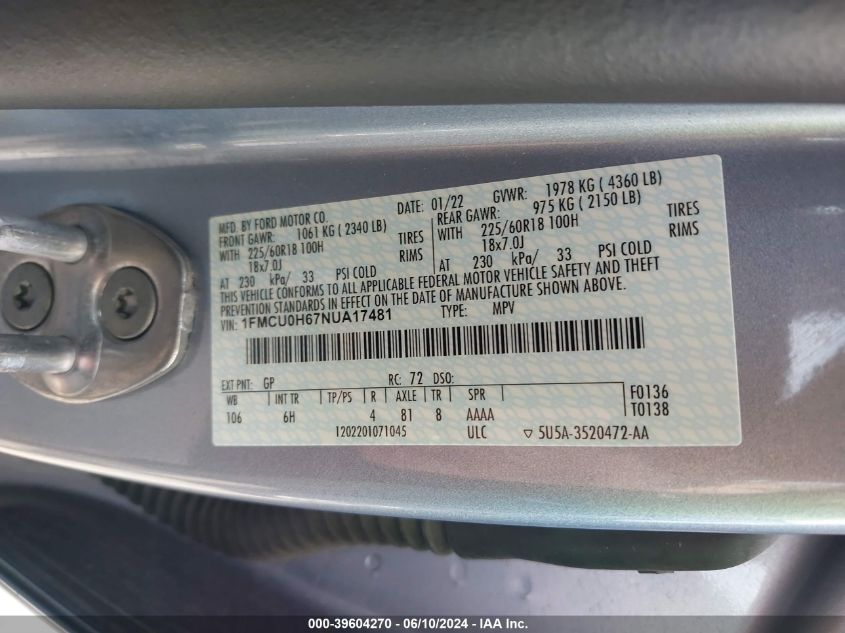 MFD. BY FORD MOTOR CO.
DATE: 01/22 GVWR: 1978 KG ( 4360 LB)
FRONT GAWR: 1061 KG ( 2340 LB) REAR GAWR: 975 KG ( 2150 LB)
WITH 225/60R18 100H TIRES WITH 225/60R18 100H TIRES
18x7.0J RIMS 18x7.0J RIMS
AT 230 kPa/ 33 PSI COLD AT 230 kPa/ 33 PSI COLD
THIS VEHICLE CONFORMS TO ALL APPLICABLE FEDERAL MOTOR VEHICLE SAFETY AND THEFT
PREVENTION STANDARDS IN EFFECT ON THE DATE OF MANUFACTURE SHOWN ABOVE.
VIN: 1FMCU0H67NUA17481 TYPE: MPV
EXT PNT: GP RC: 72 DSO:
WB INT TR TP/PS R AXLE TR SPR F0136
106 6H 4 81 8 AAAA T0138
1202201071045 ULC ▽ 5U5A-3520472-AA
000-39604270 - 06/10/2024 - IAA Inc.